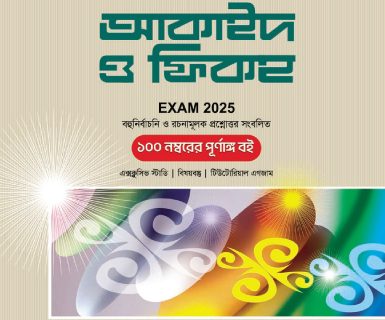 আকাইদ
ও ফিকহ
EXAM 2025
বহুনির্বাচনি ও রচনামূলক প্রশ্নোত্তর সংবলিত
১০০ নম্বরের পূর্ণাঙ্গ বই
এক্সক্লুসিভ স্টাডি | বিষয়বস্তু | টিউটোরিয়াল এগজাম